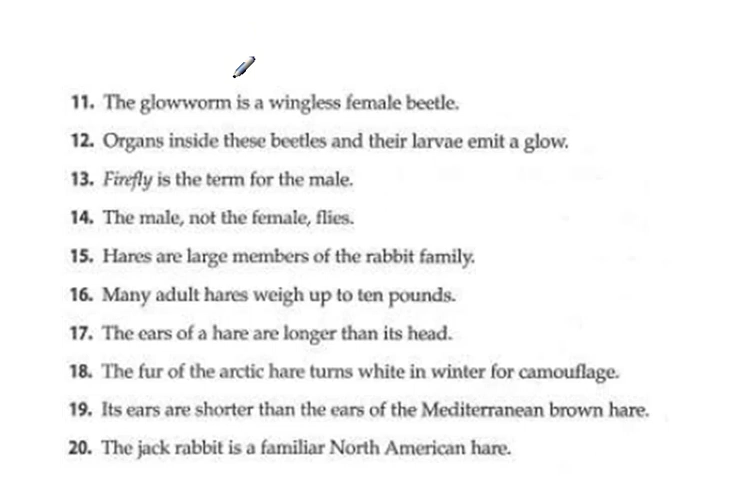 11. The glowworm is a wingless female beetle.
12. Organs inside these beetles and their larvae emit a glow.
13. Firefly is the term for the male.
14. The male, not the female, flies.
15. Hares are large members of the rabbit family.
16. Many adult hares weigh up to ten pounds.
17. The ears of a hare are longer than its head.
18. The fur of the arctic hare turns white in winter for camouflage.
19. Its ears are shorter than the ears of the Mediterranean brown hare.
20. The jack rabbit is a familiar North American hare.